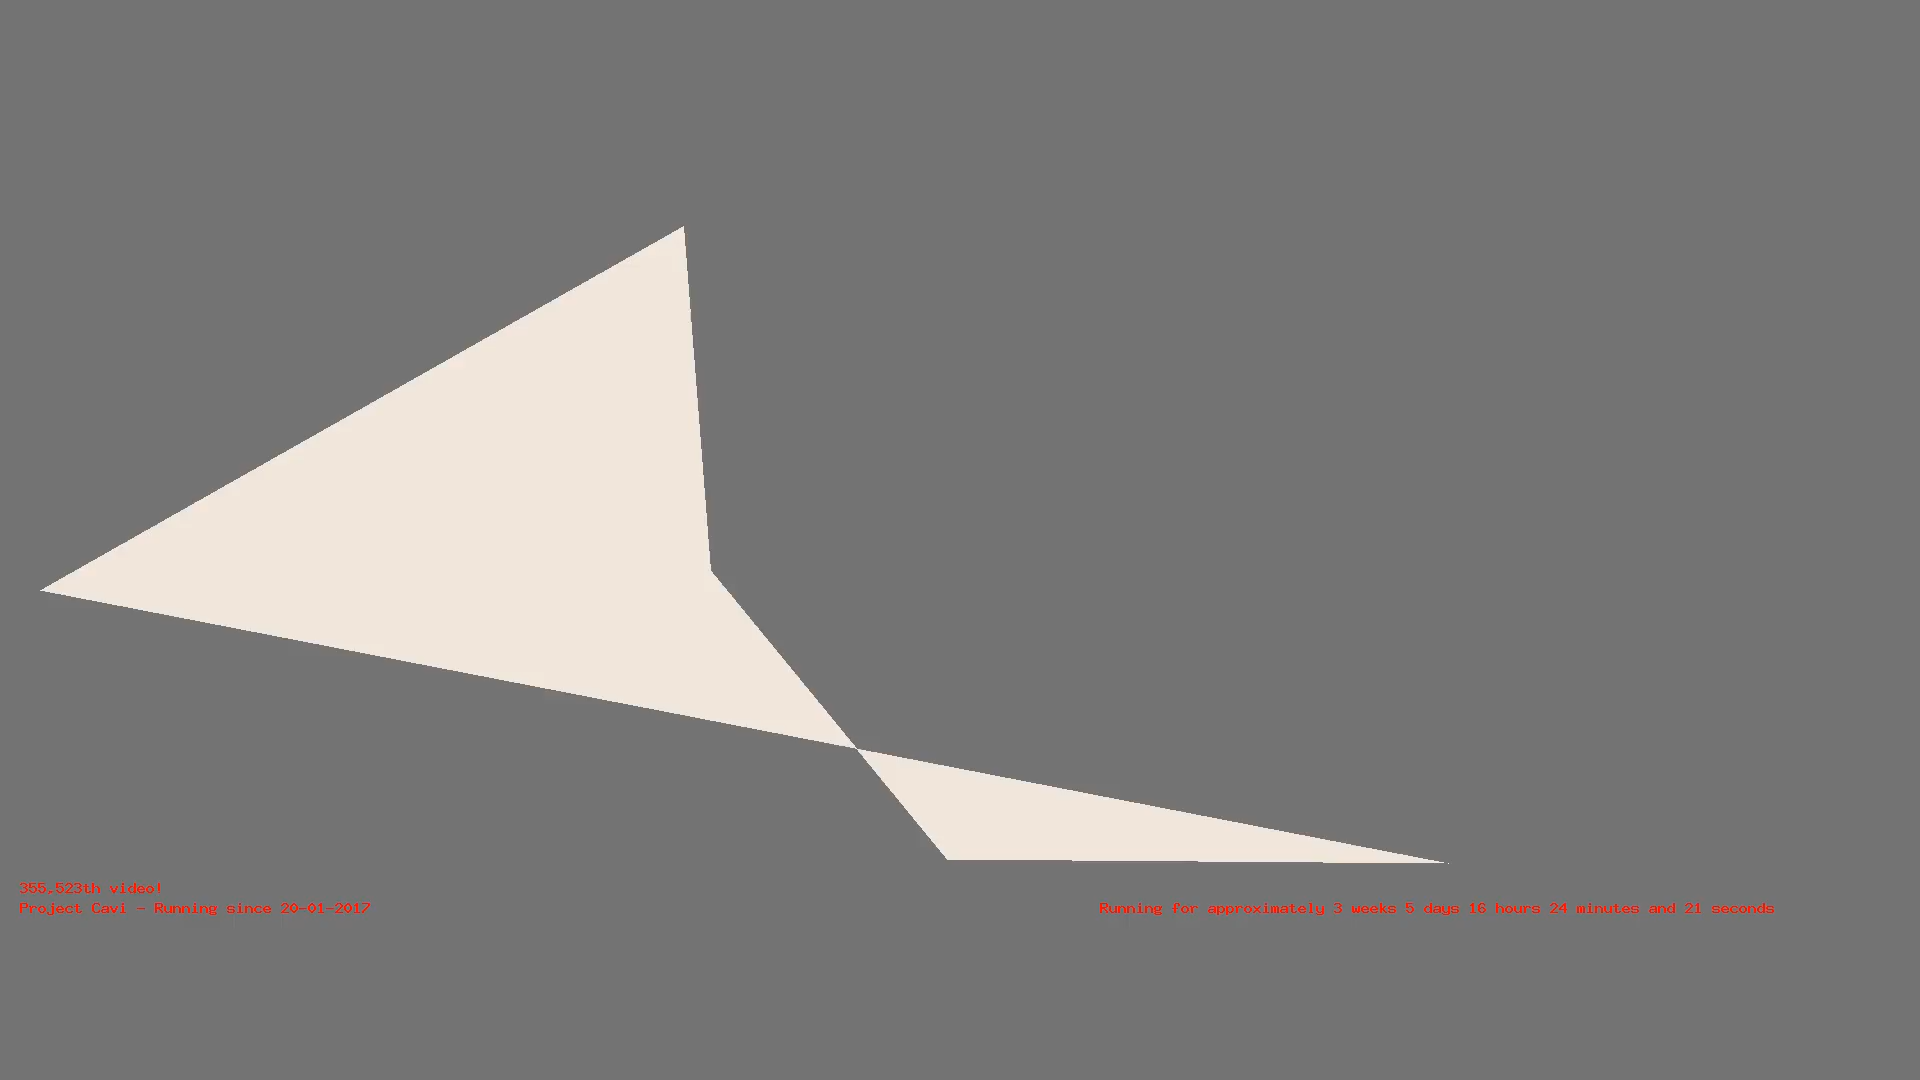 355,523th video!
Project Cavi - Running since 20-01-2017
Running for approximately 3 weeks 5 days 16 hours 24 minutes and 21 seconds